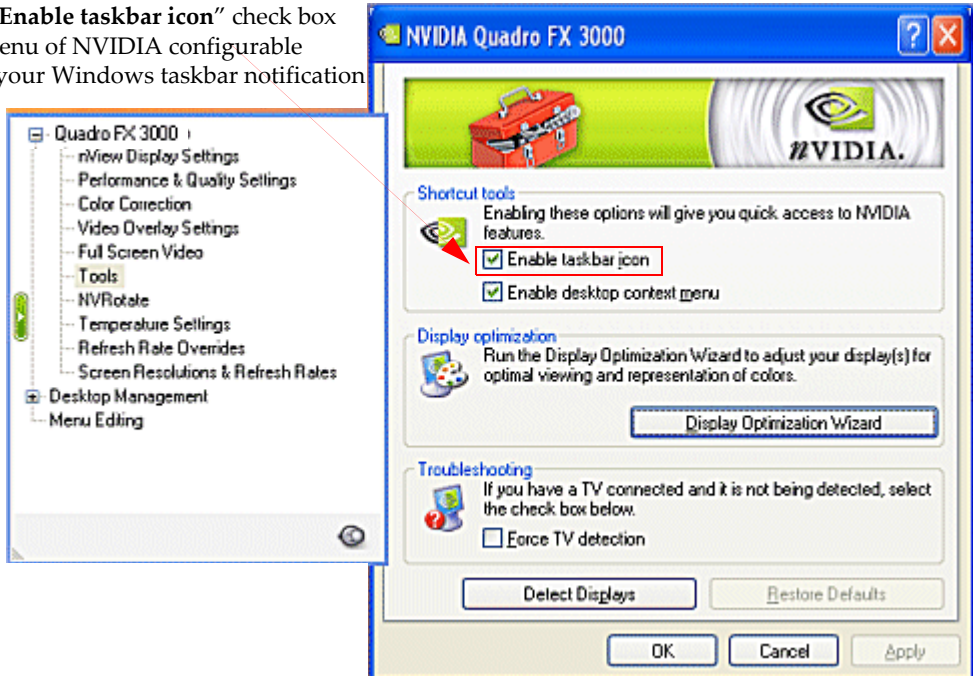 "Enable taskbar icon" check box
enu of NVIDIA configurable
your Windows taskbar notification
Quadro FX 3000
nView Display Settings
Performance & Quality Settings
Color Correction
Video Overlay Settings
Full Screen Video
Tools
NVRotate
Temperature Settings
Refresh Rate Overrides
Screen Resolutions & Refresh Rates
Desktop Management
Menu Editing
NVIDIA Quadro FX 3000
nVIDIA.
Shortcut tools
Enabling these options will give you quick access to NVIDIA
features.
Enable taskbar icon
Enable desktop context menu
Display optimization
Run the Display Optimization Wizard to adjust your display(s) for
optimal viewing and representation of colors.
Display Optimization Wizard
Troubleshooting
If you have a TV connected and it is not being detected, select
the check box below.
Force TV detection
Detect Displays
Restore Defaults
OK
Cancel
Apply